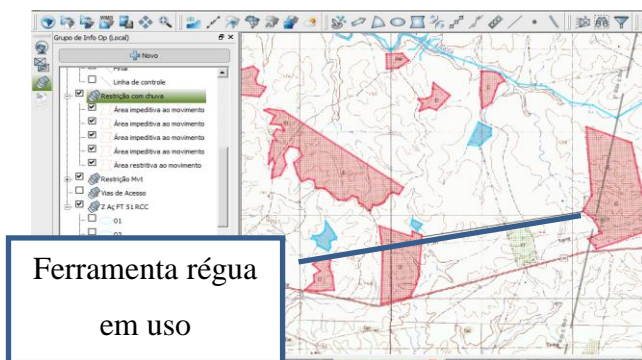 WMS
Grupo de Info Op (Local)
Novo
Final
Linha de controle
Restrição com chuva
Área impeditiva ao movimento
Área impeditiva ao movimento
Área impeditiva ao movimento
Área impeditiva ao movimento
Área restritiva ao movimento
Restrição Mvt
Vias de Acesso
Z Aç FT 51 RCC
01
Ferramenta régua
em uso